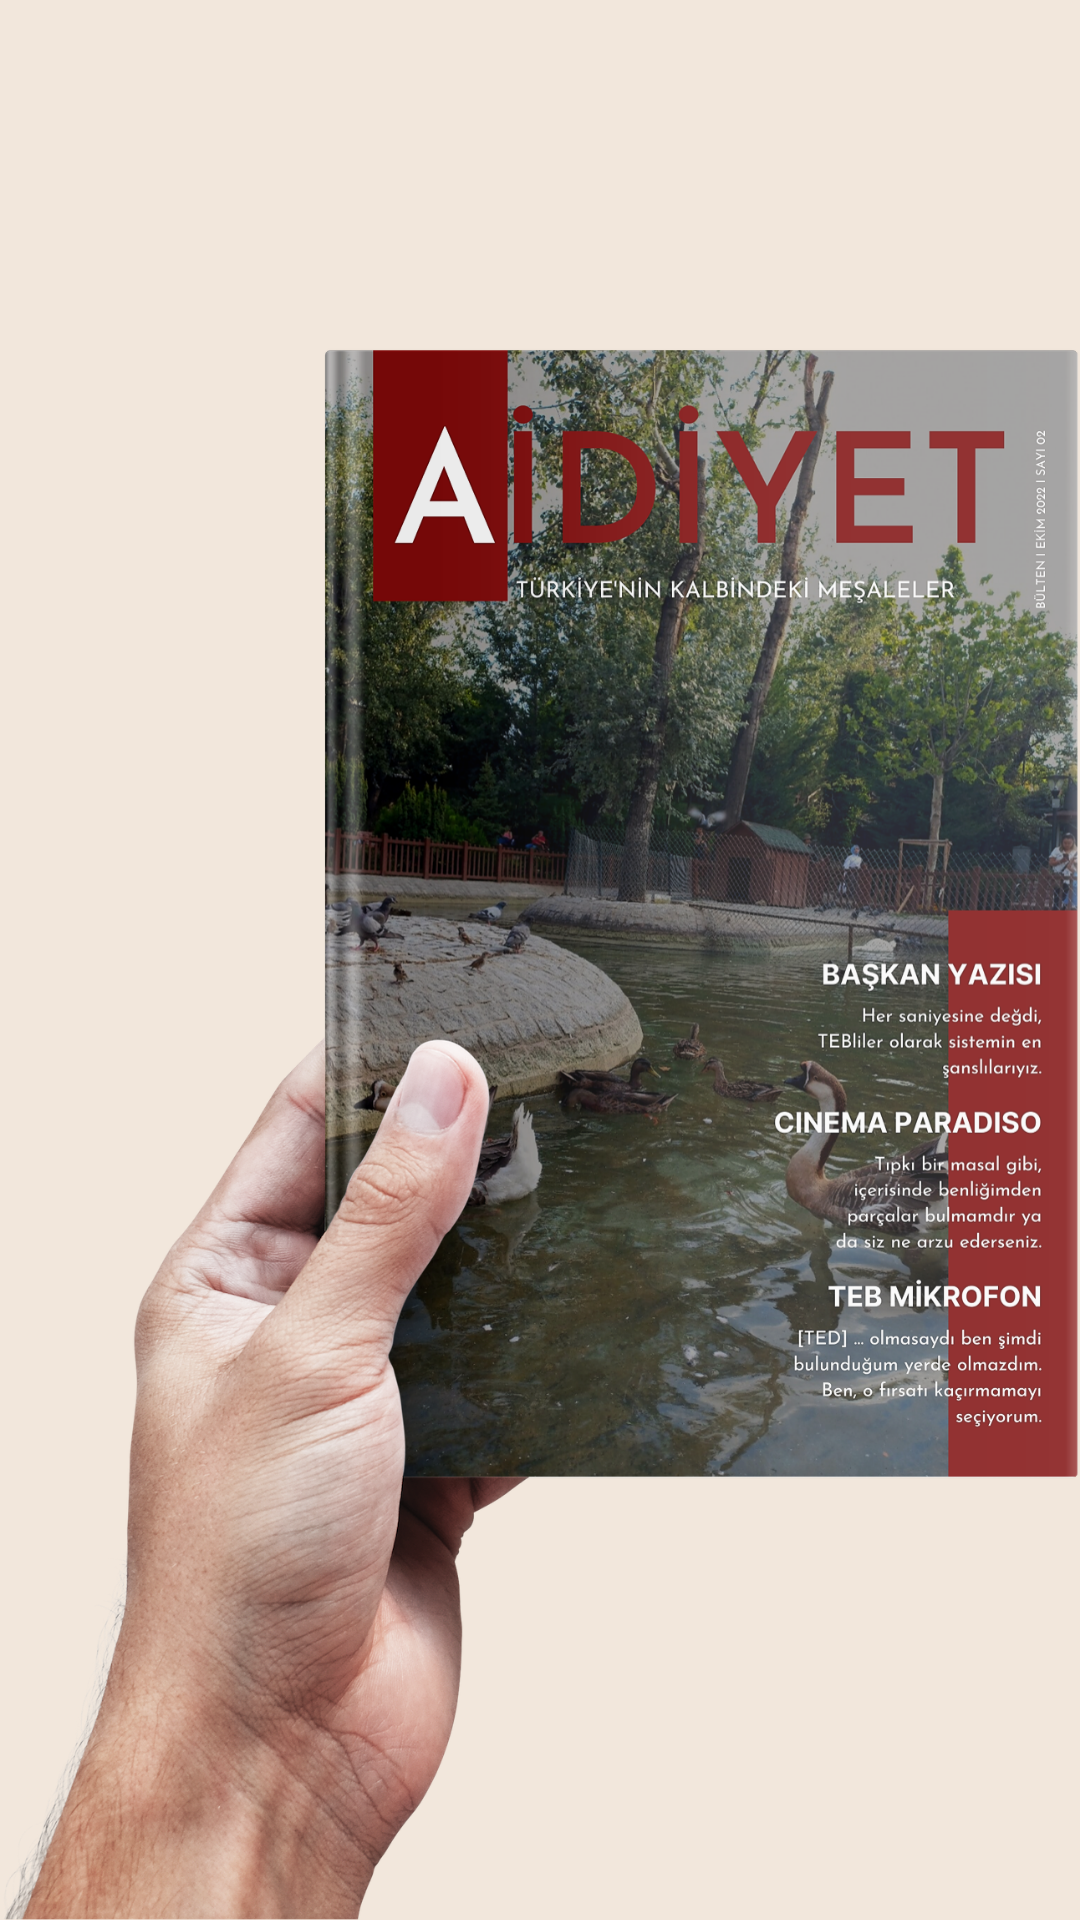 AİDİYET
TÜRKİYE'NİN KALBİNDEKİ MEŞALELER
BÜLTEN I EKİM 2022 I SAYI 02
BAŞKAN YAZISI
Her saniyesine değdi,
TEBliler olarak sistemin en
şanslılarıyız.
CINEMA PARADISO
Tıpkı bir masal gibi,
içerisinde benliğimden
parçalar bulmamdır ya
da siz ne arzu ederseniz.
TEB MİKROFON
[TED] ... olmasaydı ben şimdi
bulunduğum yerde olmazdım.
Ben, o fırsatı kaçırmamayı
seçiyorum.